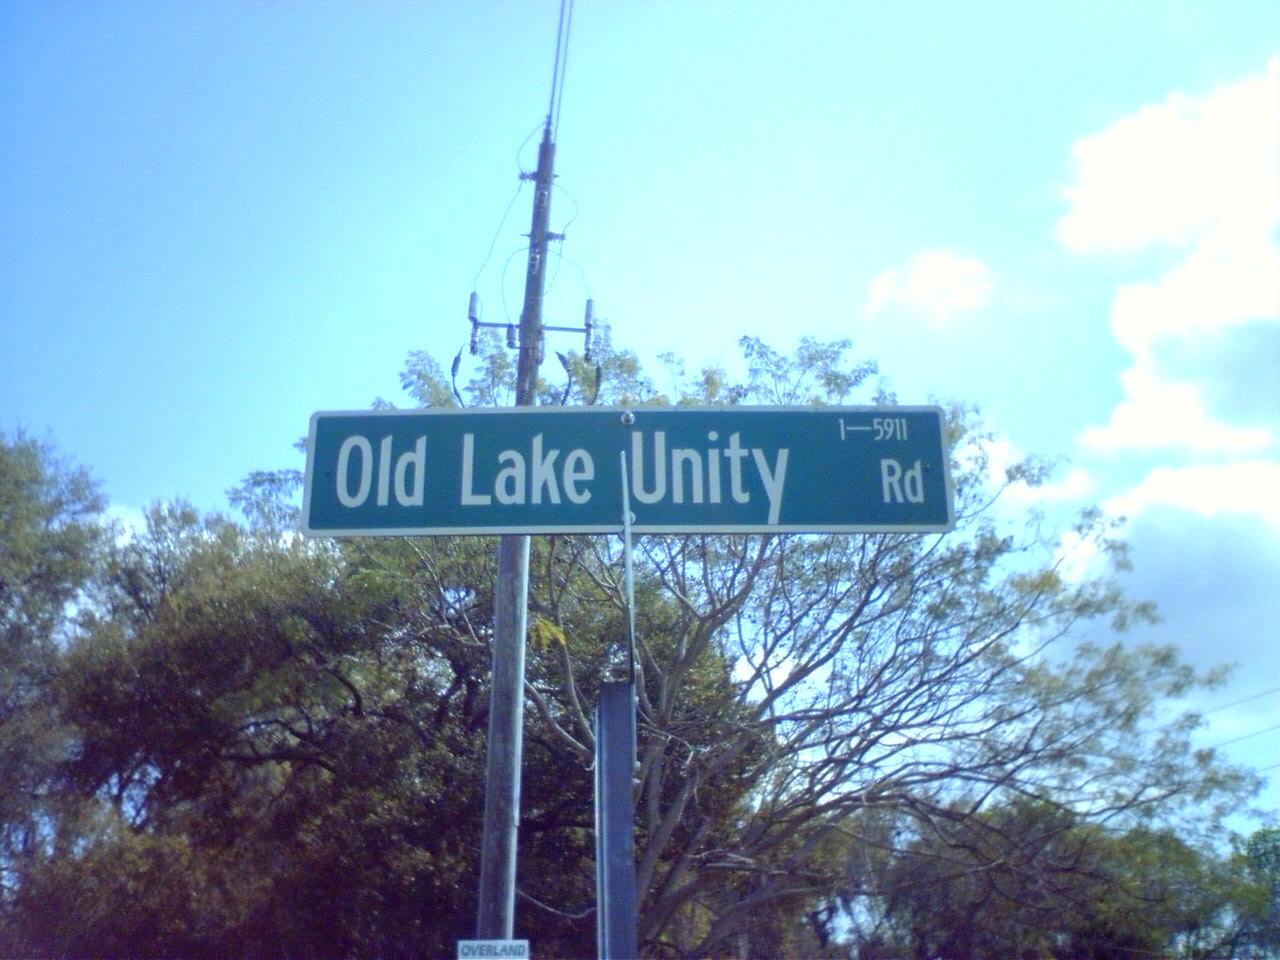 1—5911
Old Lake Unity Rd
OVERLAND